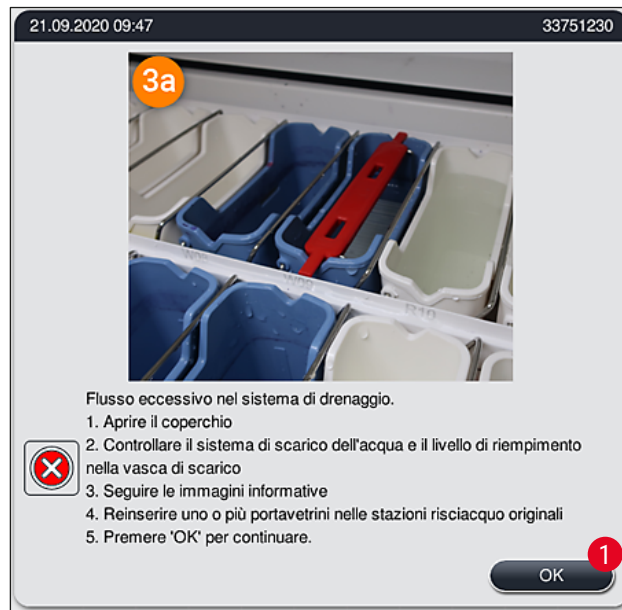 21.09.2020 09:47 33751230
3a
R10
Flusso eccessivo nel sistema di drenaggio.
1. Aprire il coperchio
2. Controllare il sistema di scarico dell'acqua e il livello di riempimento
nella vasca di scarico
3. Seguire le immagini informative
4. Reinserire uno o più portavetrini nelle stazioni risciacquo originali
5. Premere 'OK' per continuare.
1
OK